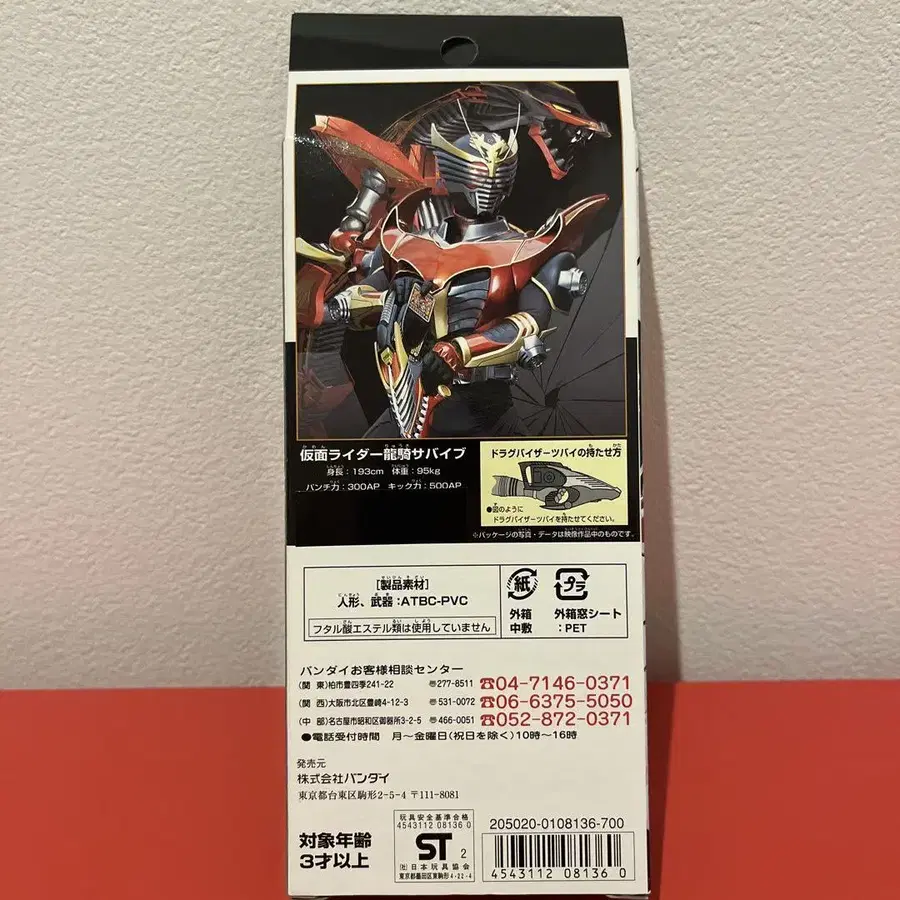 仮面ライダー龍騎サバイブ
身長：193cm 体重：95kg
パンチ力：300AP キック力：500AP
ドラグバイザーツバイの持たせ方
●図のように
ドラグバイザーツバイを持たせてください。
※パッケージの写真・データは映像作品中のものです。
[製品素材]
人形、武器：ATBC-PVC
フタル酸エステル類は使用していません
紙
外箱
中敷
プラ
外箱窓シート
：PET
バンダイお客様相談センター
(関 東)柏市豊四季241-22 〠277-8511 ☎04-7146-0371
(関 西)大阪市北区豊崎4-12-3 〠531-0072 ☎06-6375-5050
(中 部)名古屋市昭和区御器所3-2-5 〠466-0051 ☎052-872-0371
●電話受付時間 月〜金曜日(祝日を除く)10時〜16時
発売元
株式会社バンダイ
東京都台東区駒形2-5-4 〒111-8081
対象年齢
3才以上
玩具安全基準合格
4543112 08136 0
ST 2
(社)日本玩具協会
東京都墨田区東駒形4-22-4
205020-0108136-700
4543112 081360